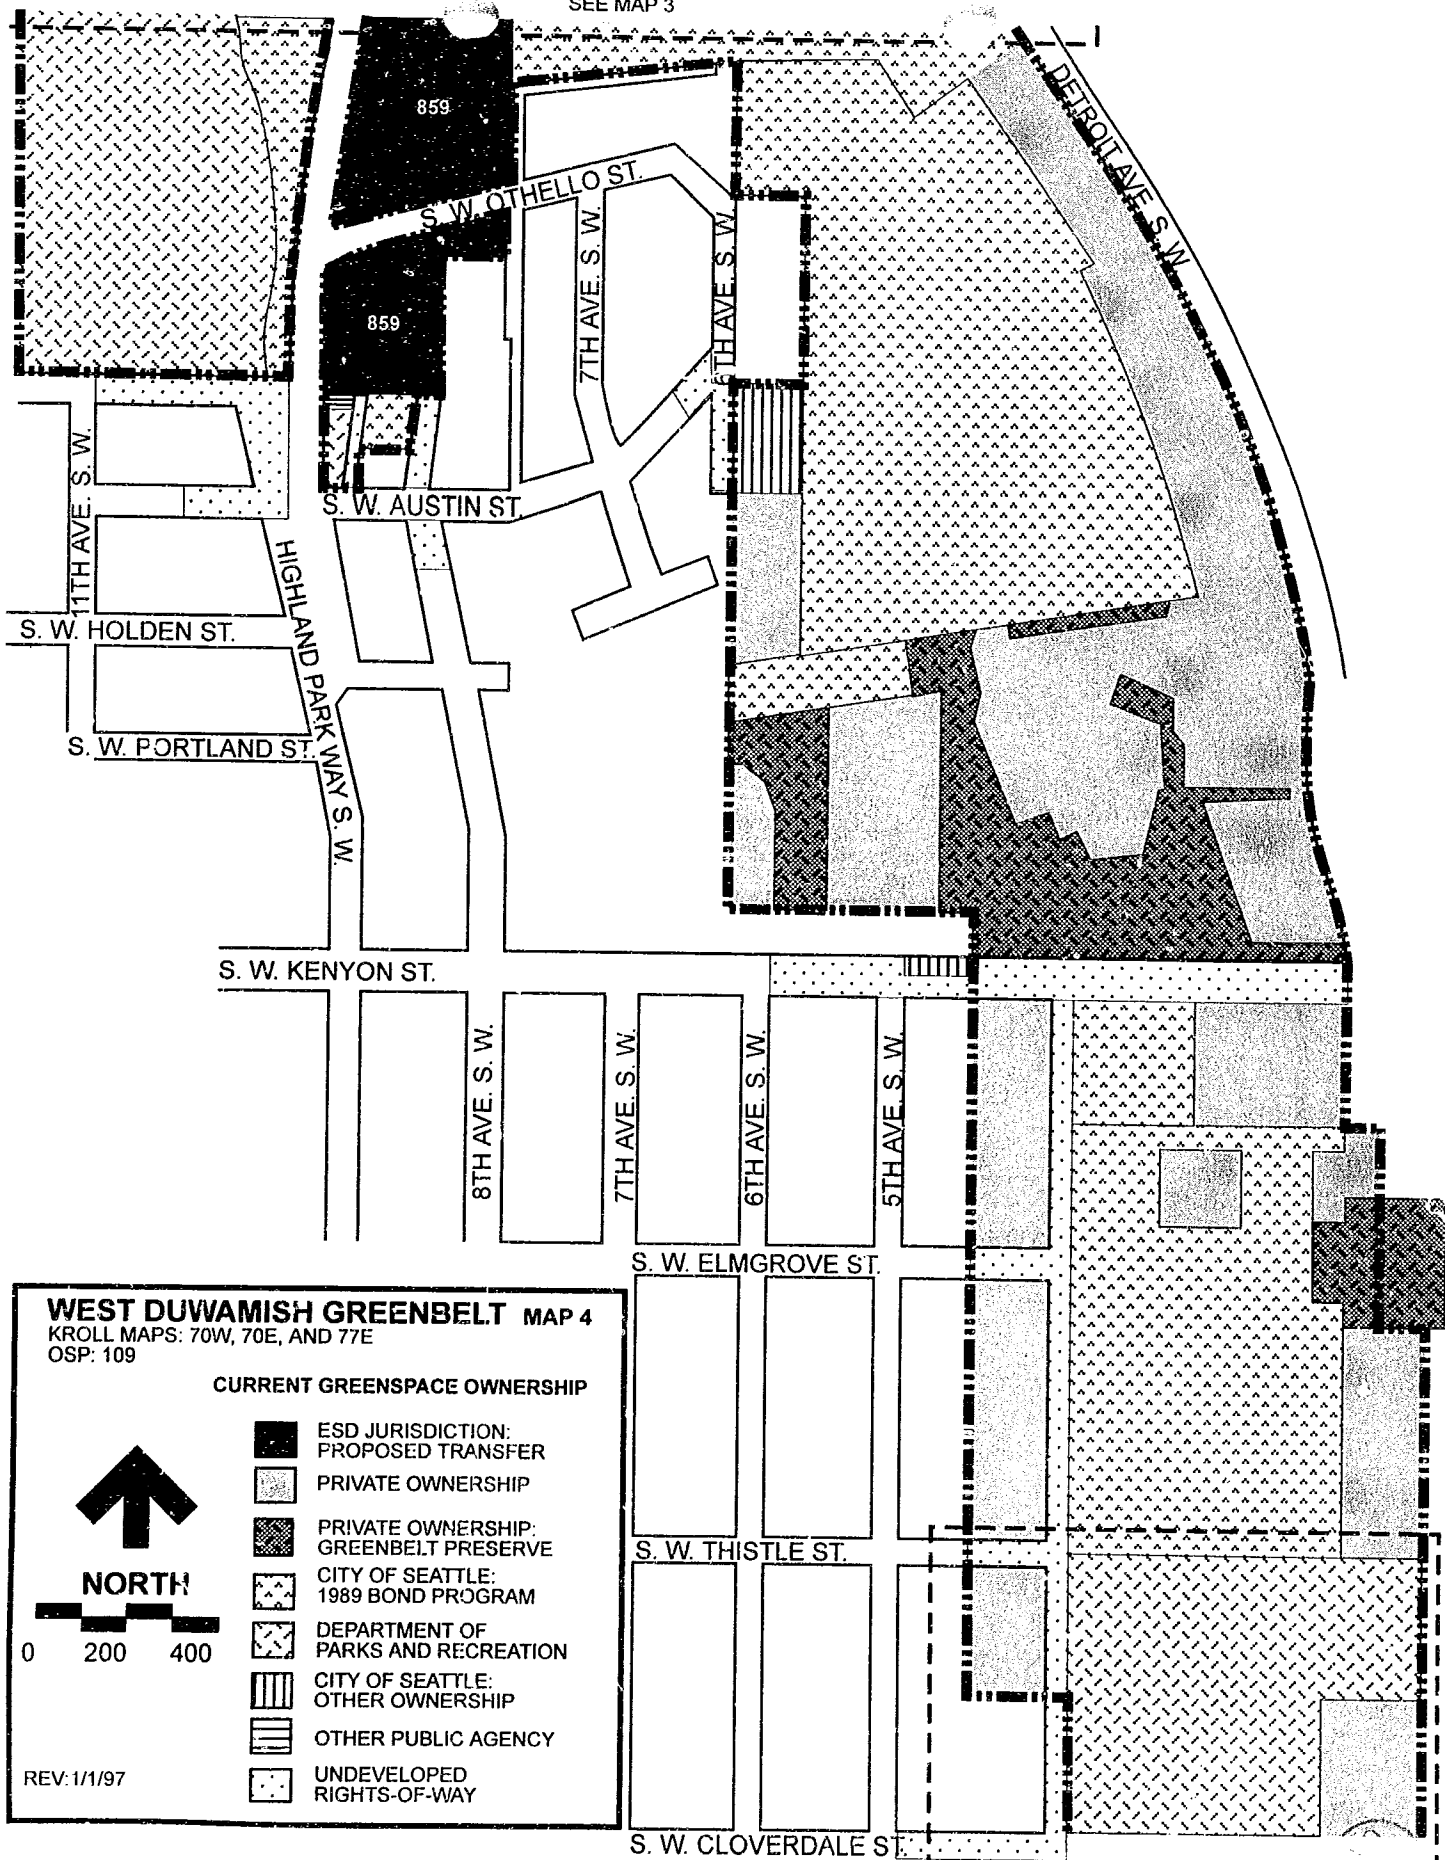 SEE MAP 3
859
DETROIT AVE S. W.
S. W. OTHELLO ST.
7TH AVE. S. W.
6TH AVE. S. W.
859
11TH AVE S. W.
S. W. AUSTIN ST.
HIGHLAND PARK WAY S. W.
S. W. HOLDEN ST.
S. W. PORTLAND ST.
S. W. KENYON ST.
8TH AVE. S. W.
7TH AVE. S. W.
6TH AVE. S. W.
5TH AVE. S. W.
S. W. ELMGROVE ST.
S. W. THISTLE ST.
S. W. CLOVERDALE ST.
WEST DUWAMISH GREENBELT MAP 4
KROLL MAPS: 70W, 70E, AND 77E
OSP: 109
CURRENT GREENSPACE OWNERSHIP
ESD JURISDICTION:
PROPOSED TRANSFER
PRIVATE OWNERSHIP
PRIVATE OWNERSHIP:
GREENBELT PRESERVE
CITY OF SEATTLE:
1989 BOND PROGRAM
DEPARTMENT OF
PARKS AND RECREATION
CITY OF SEATTLE:
OTHER OWNERSHIP
OTHER PUBLIC AGENCY
UNDEVELOPED
RIGHTS-OF-WAY
NORTH
0 200 400
REV:1/1/97